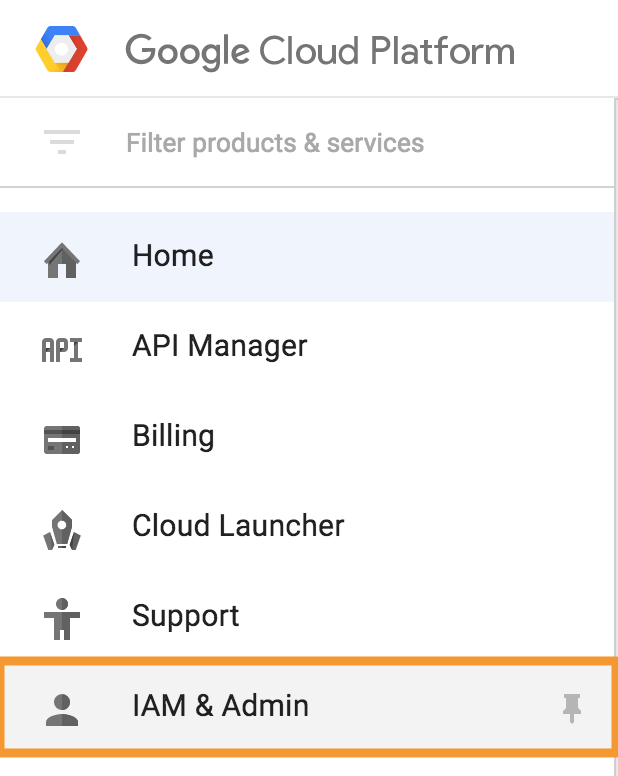 Google Cloud Platform
Filter products & services
Home
API
API Manager
Billing
Cloud Launcher
Support
IAM & Admin